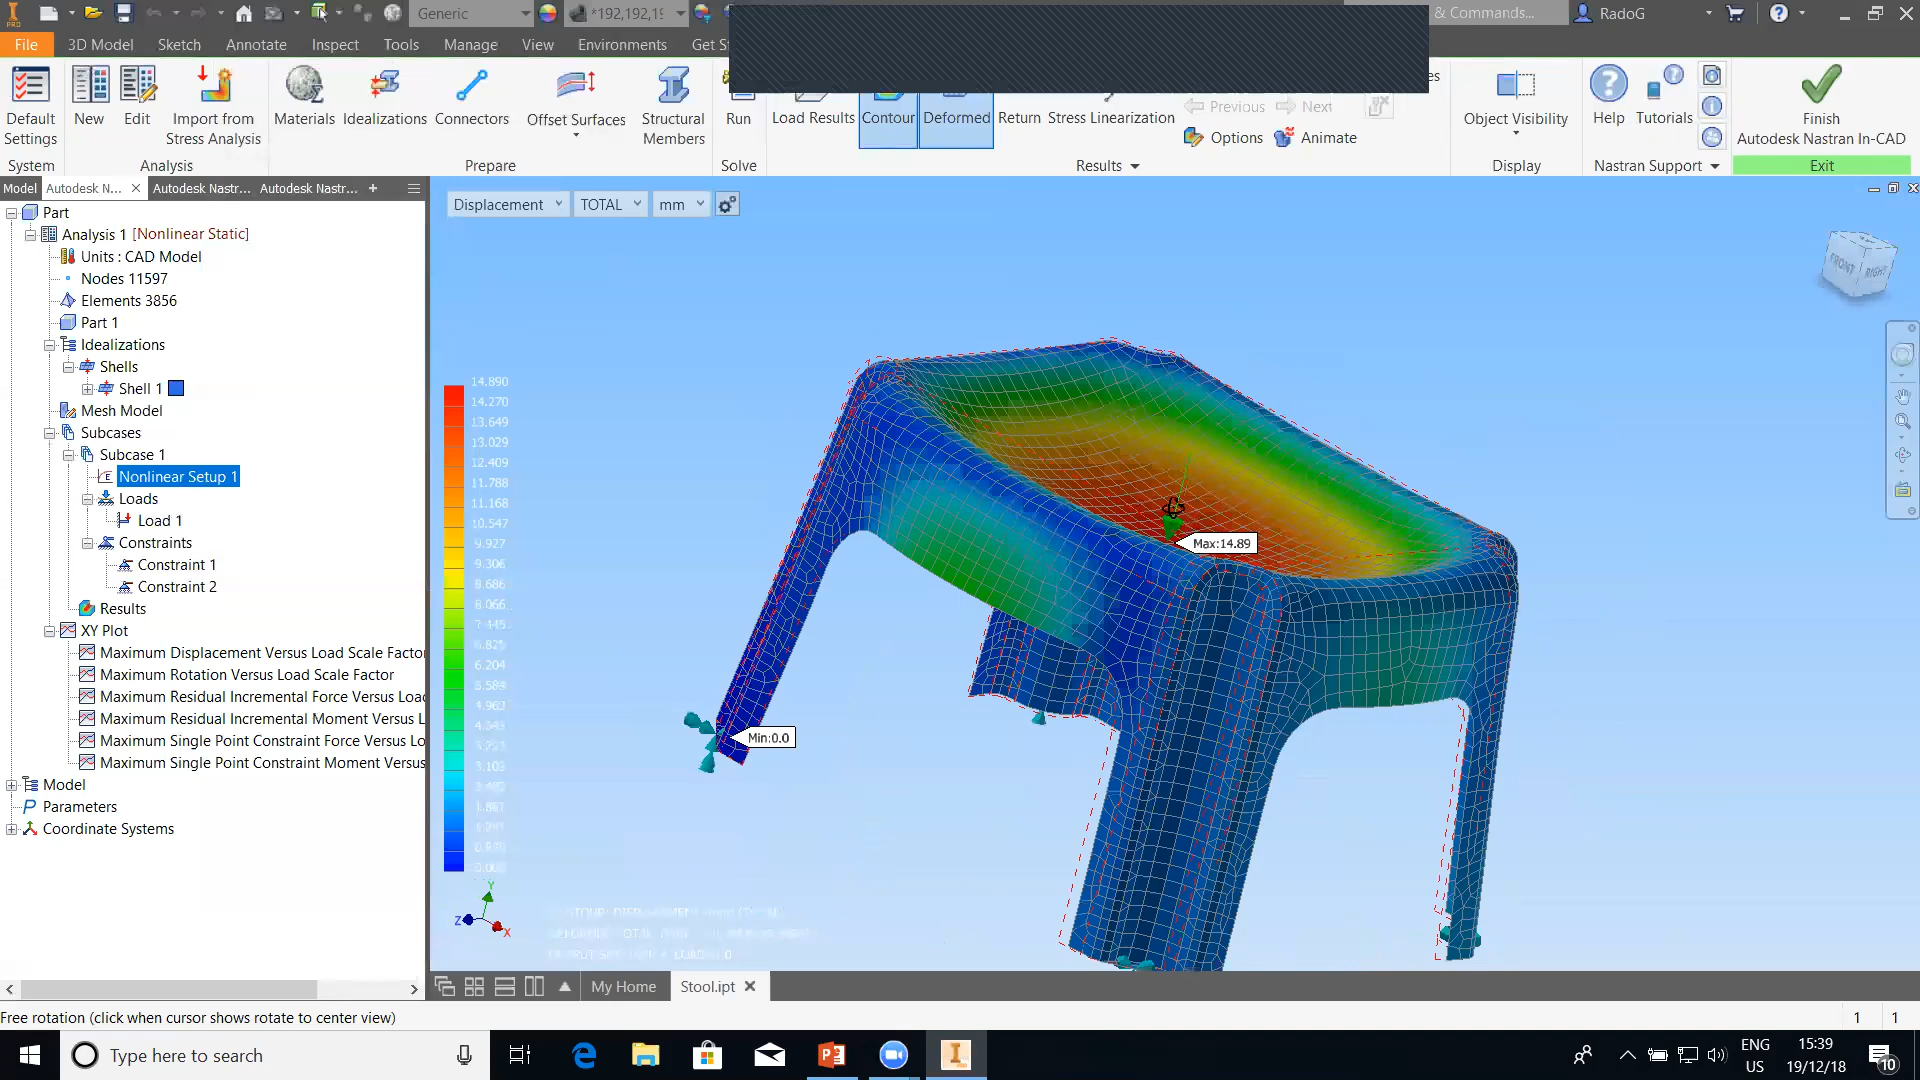 PRO
Generic
*192,192,19
& Commands...
RadoG
File
3D Model
Sketch
Annotate
Inspect
Tools
Manage
View
Environments
Get S
Default Settings
New
Edit
Import from Stress Analysis
Materials
Idealizations
Connectors
Offset Surfaces
Structural Members
Run
Load Results
Contour
Deformed
Return
Stress Linearization
Previous
Next
Options
Animate
Object Visibility
Help
Tutorials
Finish
Autodesk Nastran In-CAD
System
Analysis
Prepare
Solve
Results
Display
Nastran Support
Exit
Model
Autodesk N...
Autodesk Nastr...
Autodesk Nastr...
Part
Analysis 1 [Nonlinear Static]
Units : CAD Model
Nodes 11597
Elements 3856
Part 1
Idealizations
Shells
Shell 1
Mesh Model
Subcases
Subcase 1
Nonlinear Setup 1
Loads
Load 1
Constraints
Constraint 1
Constraint 2
Results
XY Plot
Maximum Displacement Versus Load Scale Factor
Maximum Rotation Versus Load Scale Factor
Maximum Residual Incremental Force Versus Loa
Maximum Residual Incremental Moment Versus L
Maximum Single Point Constraint Force Versus Lo
Maximum Single Point Constraint Moment Versus
Model
Parameters
Coordinate Systems
Displacement
TOTAL
mm
FRONT
RIGHT
14.890
14.270
13.649
13.029
12.409
11.788
11.168
10.547
9.927
9.306
8.686
8.066
7.445
6.825
6.204
5.584
4.963
4.343
3.103
Max:14.89
Min:0.0
Y
Z
X
My Home
Stool.ipt
Free rotation (click when cursor shows rotate to center view)
1
1
Type here to search
ENG
US
15:39
19/12/18
10